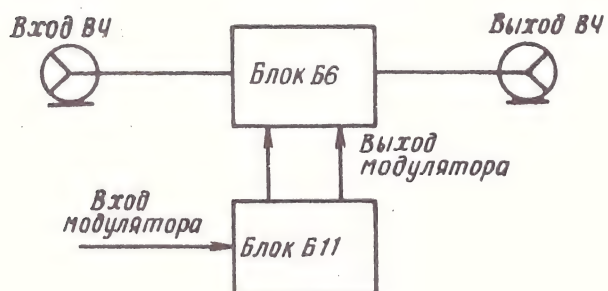 Вход ВЧ
Выход ВЧ
Блок Б6
Выход
модулятора
Вход
модулятора
Блок Б11